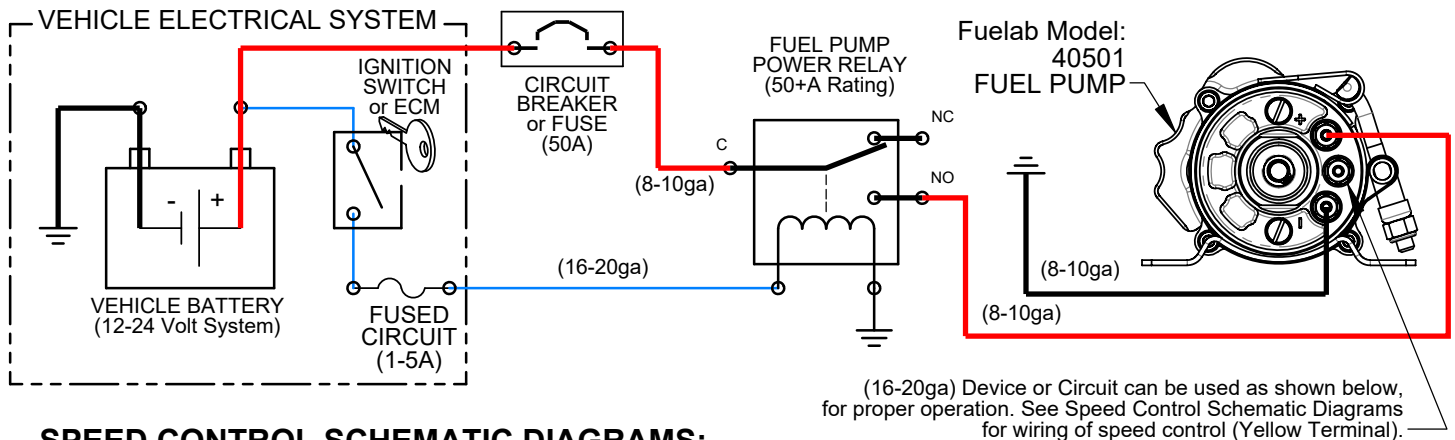 VEHICLE ELECTRICAL SYSTEM
IGNITION
SWITCH
or ECM
- +
VEHICLE BATTERY
(12-24 Volt System)
FUSED
CIRCUIT
(1-5A)
CIRCUIT
BREAKER
or FUSE
(50A)
FUEL PUMP
POWER RELAY
(50+A Rating)
C
NC
NO
(8-10ga)
(16-20ga)
Fuelab Model:
40501
FUEL PUMP
+
-
(8-10ga)
(8-10ga)
(16-20ga) Device or Circuit can be used as shown below,
for proper operation. See Speed Control Schematic Diagrams
for wiring of speed control (Yellow Terminal).
SPEED CONTROL SCHEMATIC DIAGRAMS: